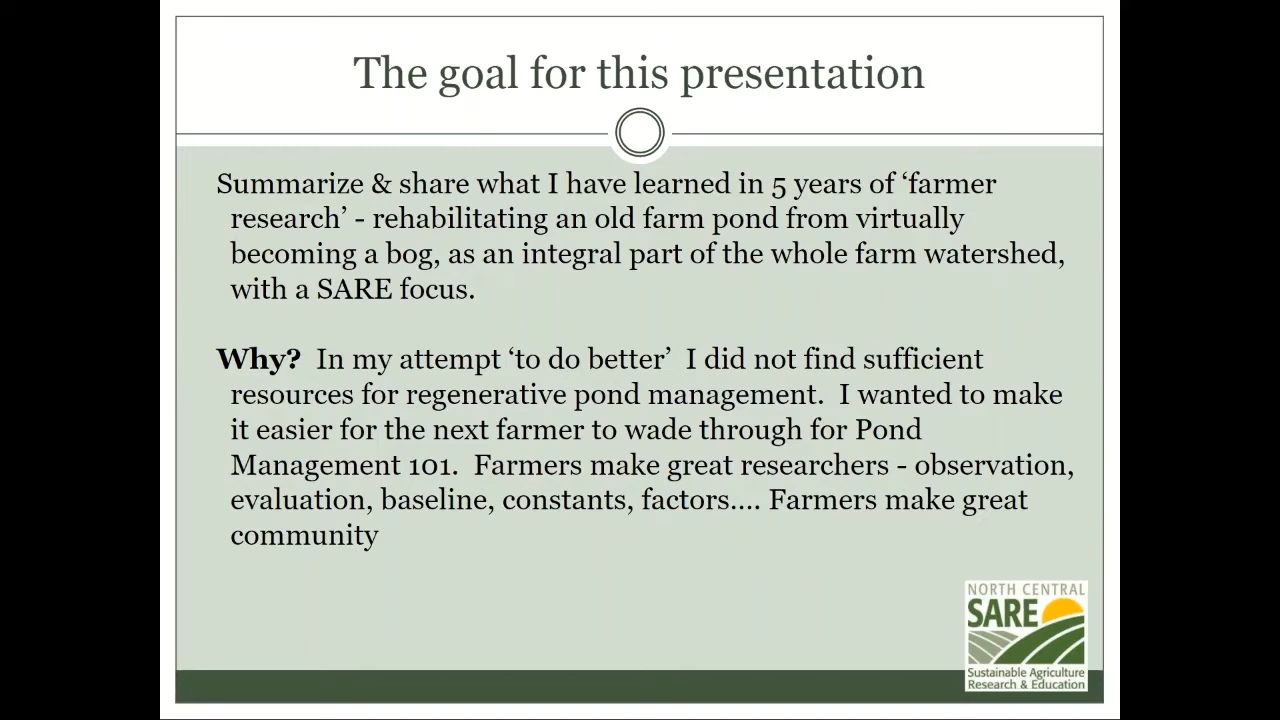 The goal for this presentation
Summarize & share what I have learned in 5 years of ‘farmer
research’ - rehabilitating an old farm pond from virtually
becoming a bog, as an integral part of the whole farm watershed,
with a SARE focus.
Why?  In my attempt ‘to do better’  I did not find sufficient
resources for regenerative pond management.  I wanted to make
it easier for the next farmer to wade through for Pond
Management 101.  Farmers make great researchers - observation,
evaluation, baseline, constants, factors.... Farmers make great
community
NORTH CENTRAL
SARE
Sustainable Agriculture
Research & Education